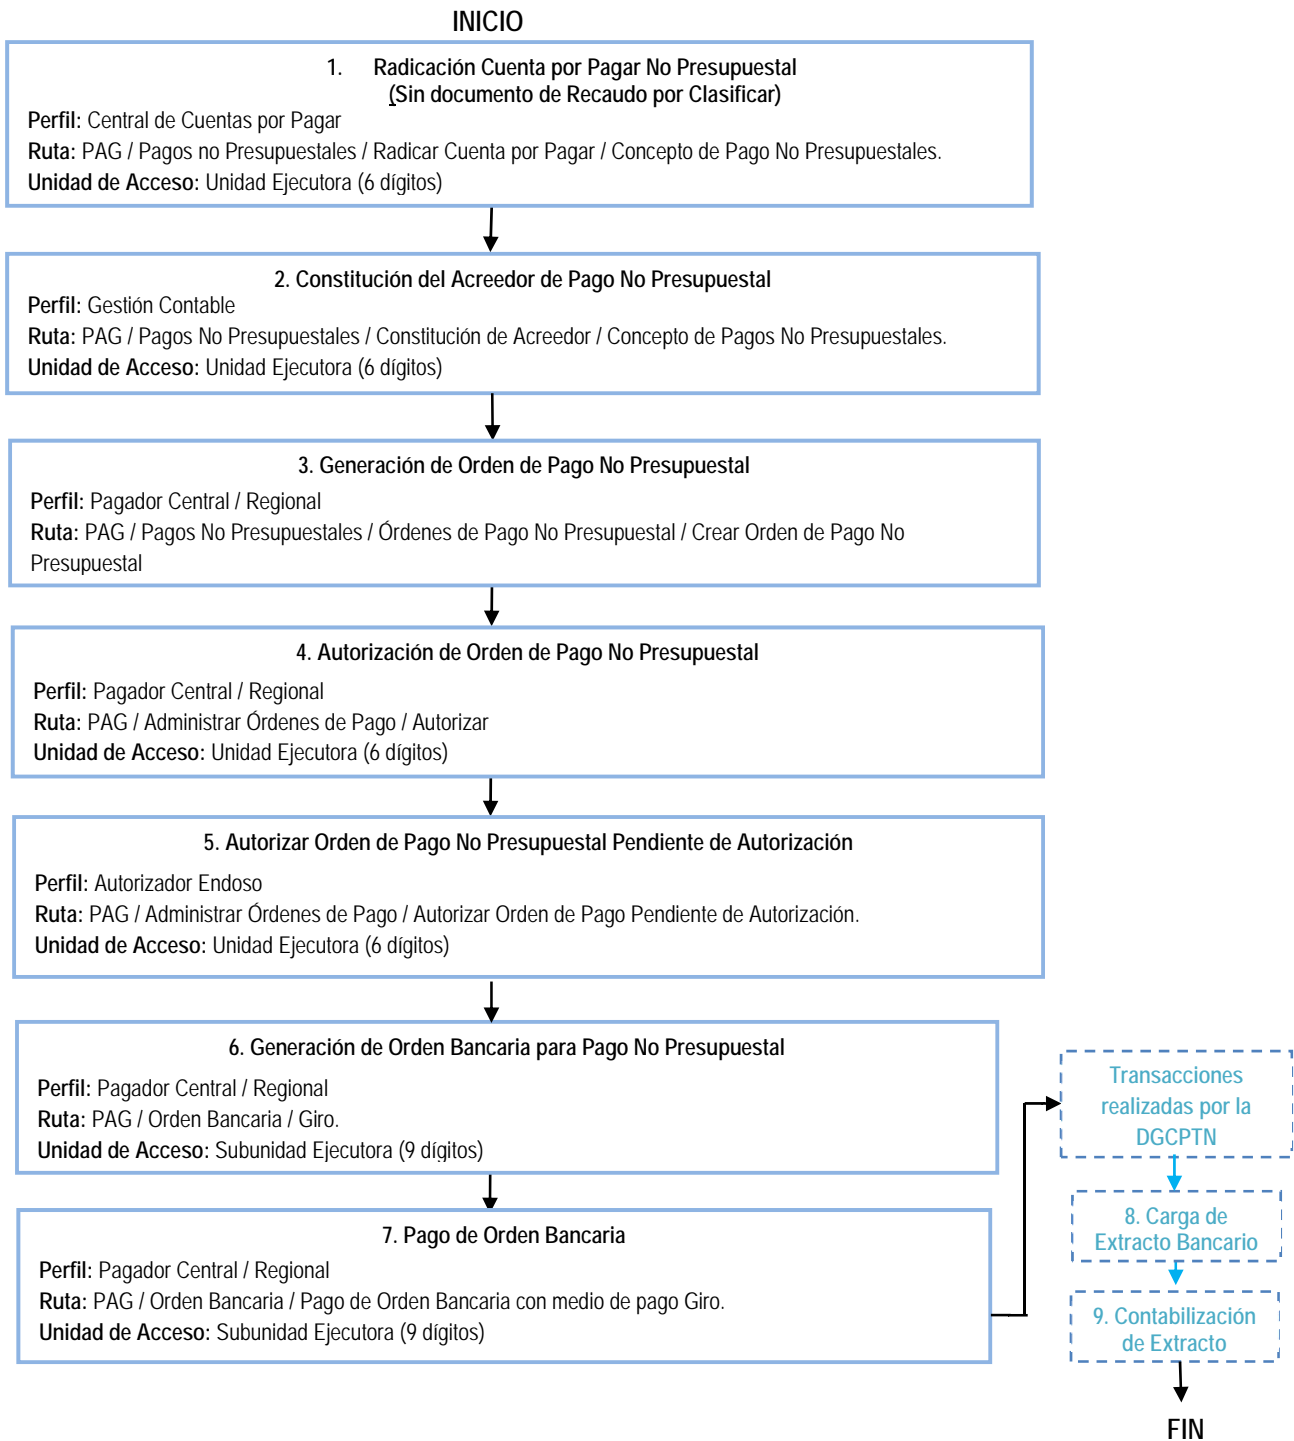 INICIO
1. Radicación Cuenta por Pagar No Presupuestal
(Sin documento de Recaudo por Clasificar)
Perfil: Central de Cuentas por Pagar
Ruta: PAG / Pagos no Presupuestales / Radicar Cuenta por Pagar / Concepto de Pago No Presupuestales.
Unidad de Acceso: Unidad Ejecutora (6 dígitos)
2. Constitución del Acreedor de Pago No Presupuestal
Perfil: Gestión Contable
Ruta: PAG / Pagos No Presupuestales / Constitución de Acreedor / Concepto de Pagos No Presupuestales.
Unidad de Acceso: Unidad Ejecutora (6 dígitos)
3. Generación de Orden de Pago No Presupuestal
Perfil: Pagador Central / Regional
Ruta: PAG / Pagos No Presupuestales / Órdenes de Pago No Presupuestal / Crear Orden de Pago No
Presupuestal
4. Autorización de Orden de Pago No Presupuestal
Perfil: Pagador Central / Regional
Ruta: PAG / Administrar Órdenes de Pago / Autorizar
Unidad de Acceso: Unidad Ejecutora (6 dígitos)
5. Autorizar Orden de Pago No Presupuestal Pendiente de Autorización
Perfil: Autorizador Endoso
Ruta: PAG / Administrar Órdenes de Pago / Autorizar Orden de Pago Pendiente de Autorización.
Unidad de Acceso: Unidad Ejecutora (6 dígitos)
6. Generación de Orden Bancaria para Pago No Presupuestal
Perfil: Pagador Central / Regional
Ruta: PAG / Orden Bancaria / Giro.
Unidad de Acceso: Subunidad Ejecutora (9 dígitos)
7. Pago de Orden Bancaria
Perfil: Pagador Central / Regional
Ruta: PAG / Orden Bancaria / Pago de Orden Bancaria con medio de pago Giro.
Unidad de Acceso: Subunidad Ejecutora (9 dígitos)
Transacciones
realizadas por la
DGCPTN
8. Carga de
Extracto Bancario
9. Contabilización
de Extracto
FIN